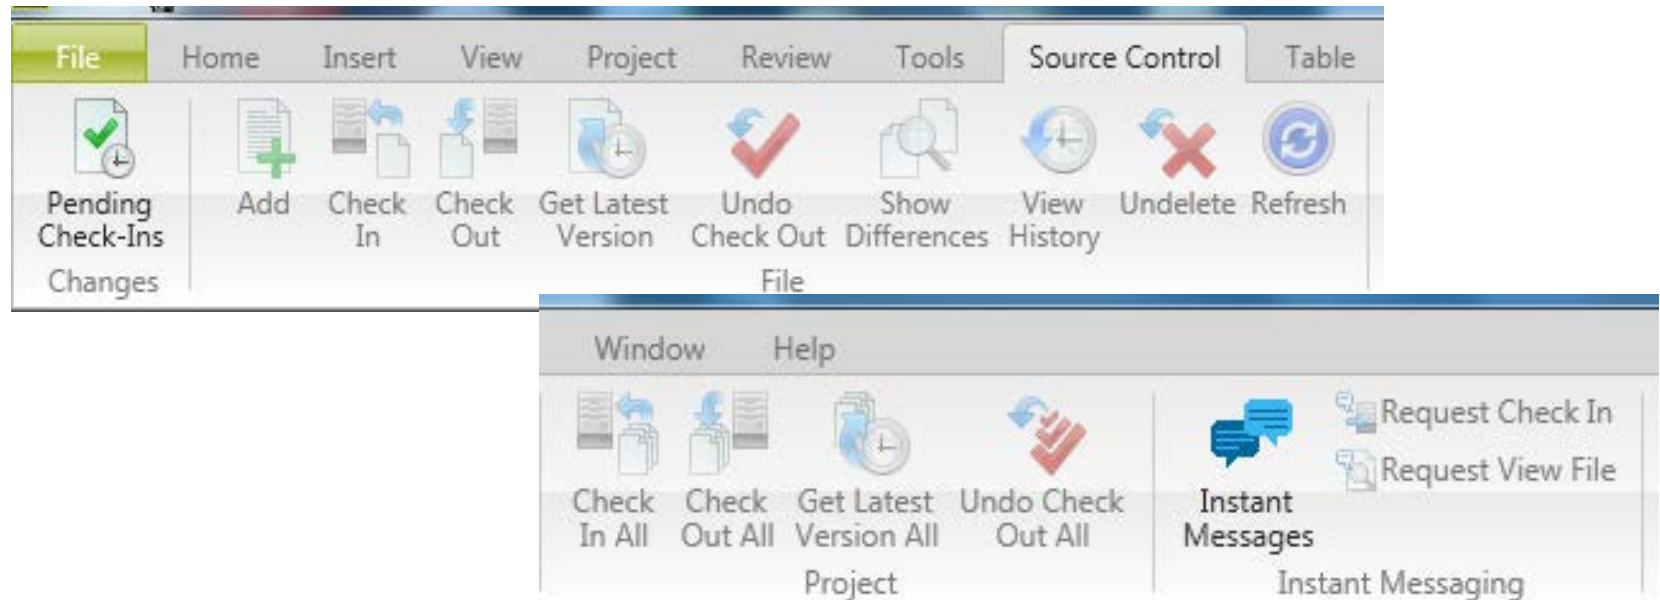 File Home Insert View Project Review Tools Source Control Table
Pending Add Check Check Get Latest Undo Show View Undelete Refresh
Check-Ins In Out Version Check Out Differences History
Changes File
Window Help
Request Check In
Request View File
Check Check Get Latest Undo Check Instant
In All Out All Version All Out All Messages
Project Instant Messaging